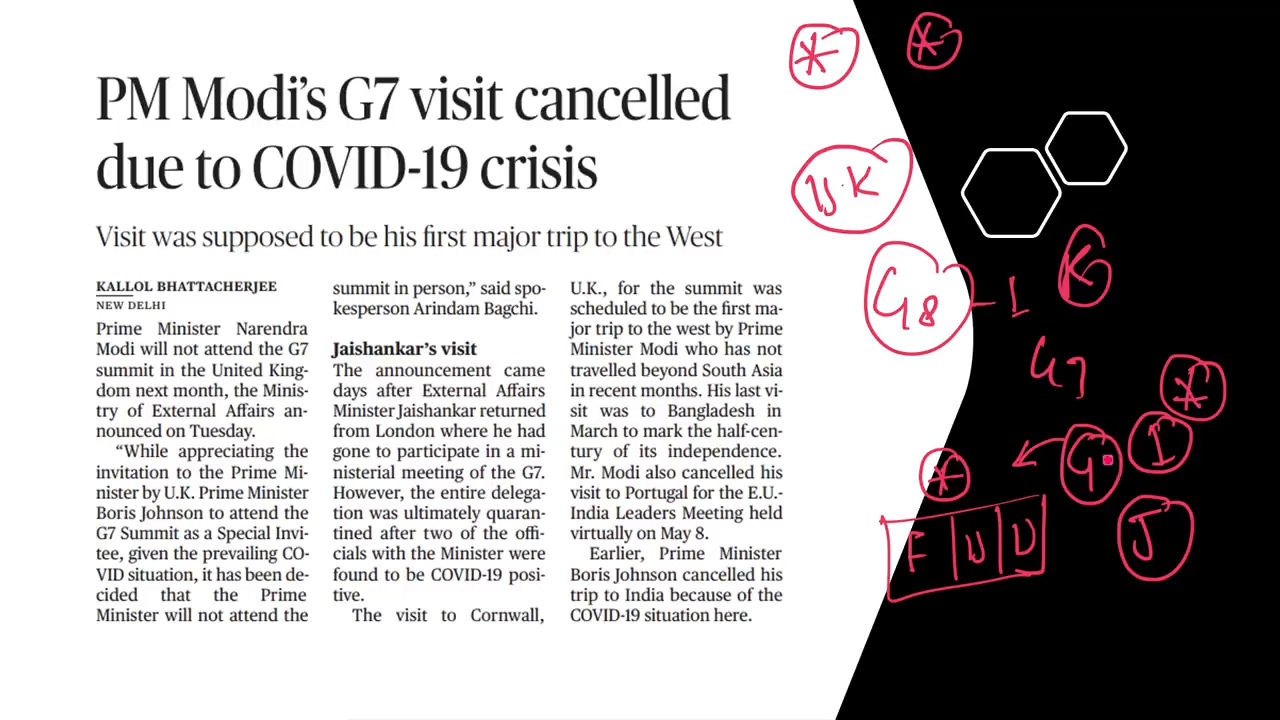 PM Modi's G7 visit cancelled
due to COVID-19 crisis
Visit was supposed to be his first major trip to the West
KALLOL BHATTACHERJEE
NEW DELHI
Prime Minister Narendra
Modi will not attend the G7
summit in the United King-
dom next month, the Minis-
try of External Affairs an-
nounced on Tuesday.
“While appreciating the
invitation to the Prime Mi-
nister by U.K. Prime Minister
Boris Johnson to attend the
G7 Summit as a Special Invi-
tee, given the prevailing CO-
VID situation, it has been de-
cided that the Prime
Minister will not attend the
summit in person,” said spo-
kesperson Arindam Bagchi.
Jaishankar's visit
The announcement came
days after External Affairs
Minister Jaishankar returned
from London where he had
gone to participate in a mi-
nisterial meeting of the G7.
However, the entire delega-
tion was ultimately quaran-
tined after two of the offi-
cials with the Minister were
found to be COVID-19 posi-
tive.
The visit to Cornwall,
U.K., for the summit was
scheduled to be the first ma-
jor trip to the west by Prime
Minister Modi who has not
travelled beyond South Asia
in recent months. His last vi-
sit was to Bangladesh in
March to mark the half-cen-
tury of its independence.
Mr. Modi also cancelled his
visit to Portugal for the E.U.-
India Leaders Meeting held
virtually on May 8.
Earlier, Prime Minister
Boris Johnson cancelled his
trip to India because of the
COVID-19 situation here.
U.K
G8 - 1
K
G7
G I
F U U
J